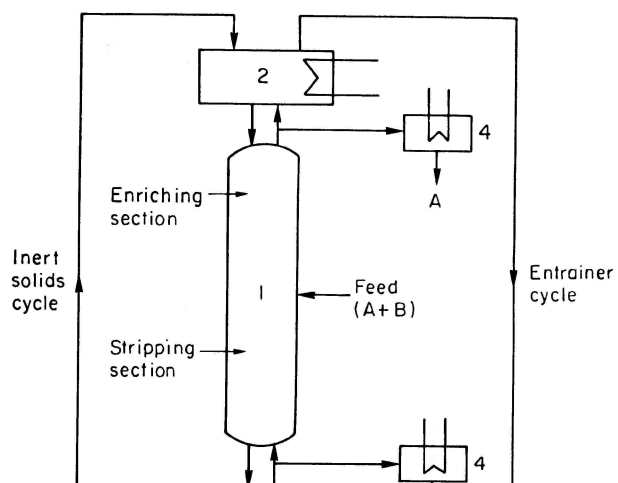 2
4
A
Enriching
section
Inert
solids
cycle
1
Feed
(A+B)
Entrainer
cycle
Stripping
section
4